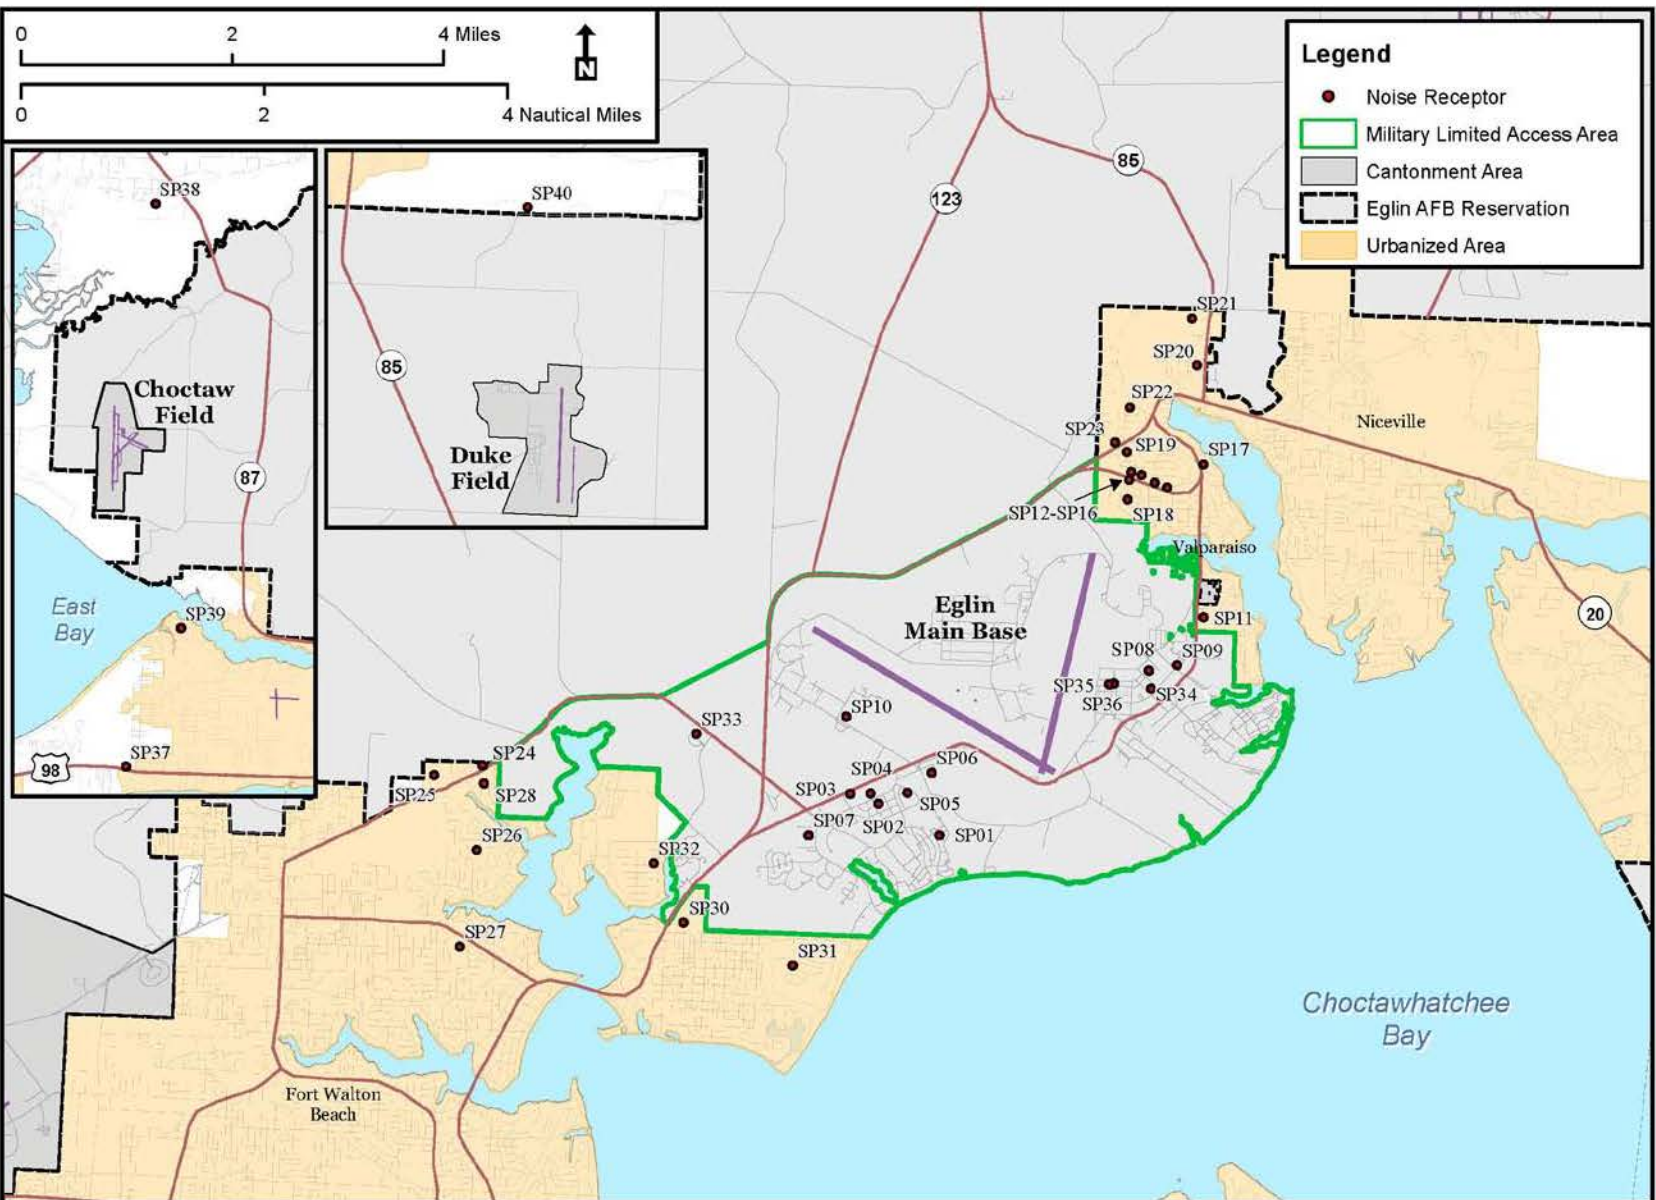 0 2 4 Miles
N
0 2 4 Nautical Miles
Legend
Noise Receptor
Military Limited Access Area
Cantonment Area
Eglin AFB Reservation
Urbanized Area
SP38
Choctaw
Field
87
East
Bay
SP39
SP37
98
SP40
85
Duke
Field
85
123
SP21
SP20
SP22
Niceville
SP23
SP19
SP17
SP12-SP16
SP18
Valparaiso
Eglin
Main Base
20
SP11
SP08
SP09
SP35
SP34
SP36
SP10
SP33
SP24
SP06
SP04
SP03
SP25
SP28
SP05
SP07
SP02
SP01
SP26
SP32
SP30
SP27
SP31
Choctawhatchee
Bay
Fort Walton
Beach